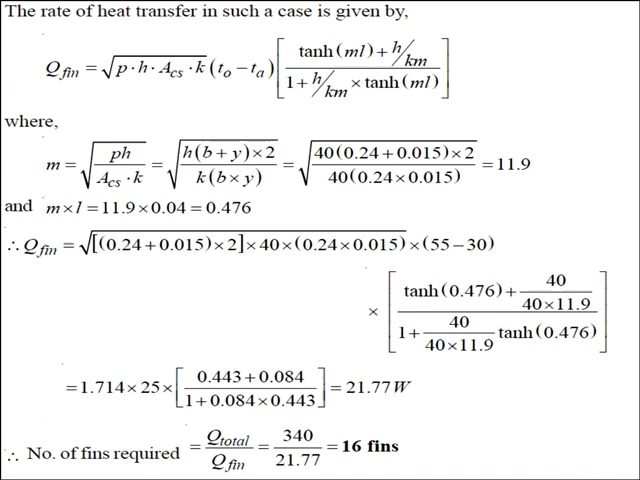 The rate of heat transfer in such a case is given by,
Q_fin = √(p·h·A_cs·k) (t_o − t_a) [ (tanh(ml) + h/km) / (1 + h/km × tanh(ml)) ]
where,
m = √(ph / (A_cs·k)) = √(h(b + y)×2 / k(b×y)) = √(40(0.24 + 0.015)×2 / 40(0.24×0.015)) = 11.9
and m×l = 11.9×0.04 = 0.476
∴ Q_fin = √([(0.24 + 0.015)×2]×40×(0.24×0.015)) × (55 − 30)
× [ (tanh(0.476) + 40/(40×11.9)) / (1 + 40/(40×11.9) tanh(0.476)) ]
= 1.714×25×[ (0.443 + 0.084) / (1 + 0.084×0.443) ] = 21.77 W
∴ No. of fins required = Q_total / Q_fin = 340 / 21.77 = 16 fins